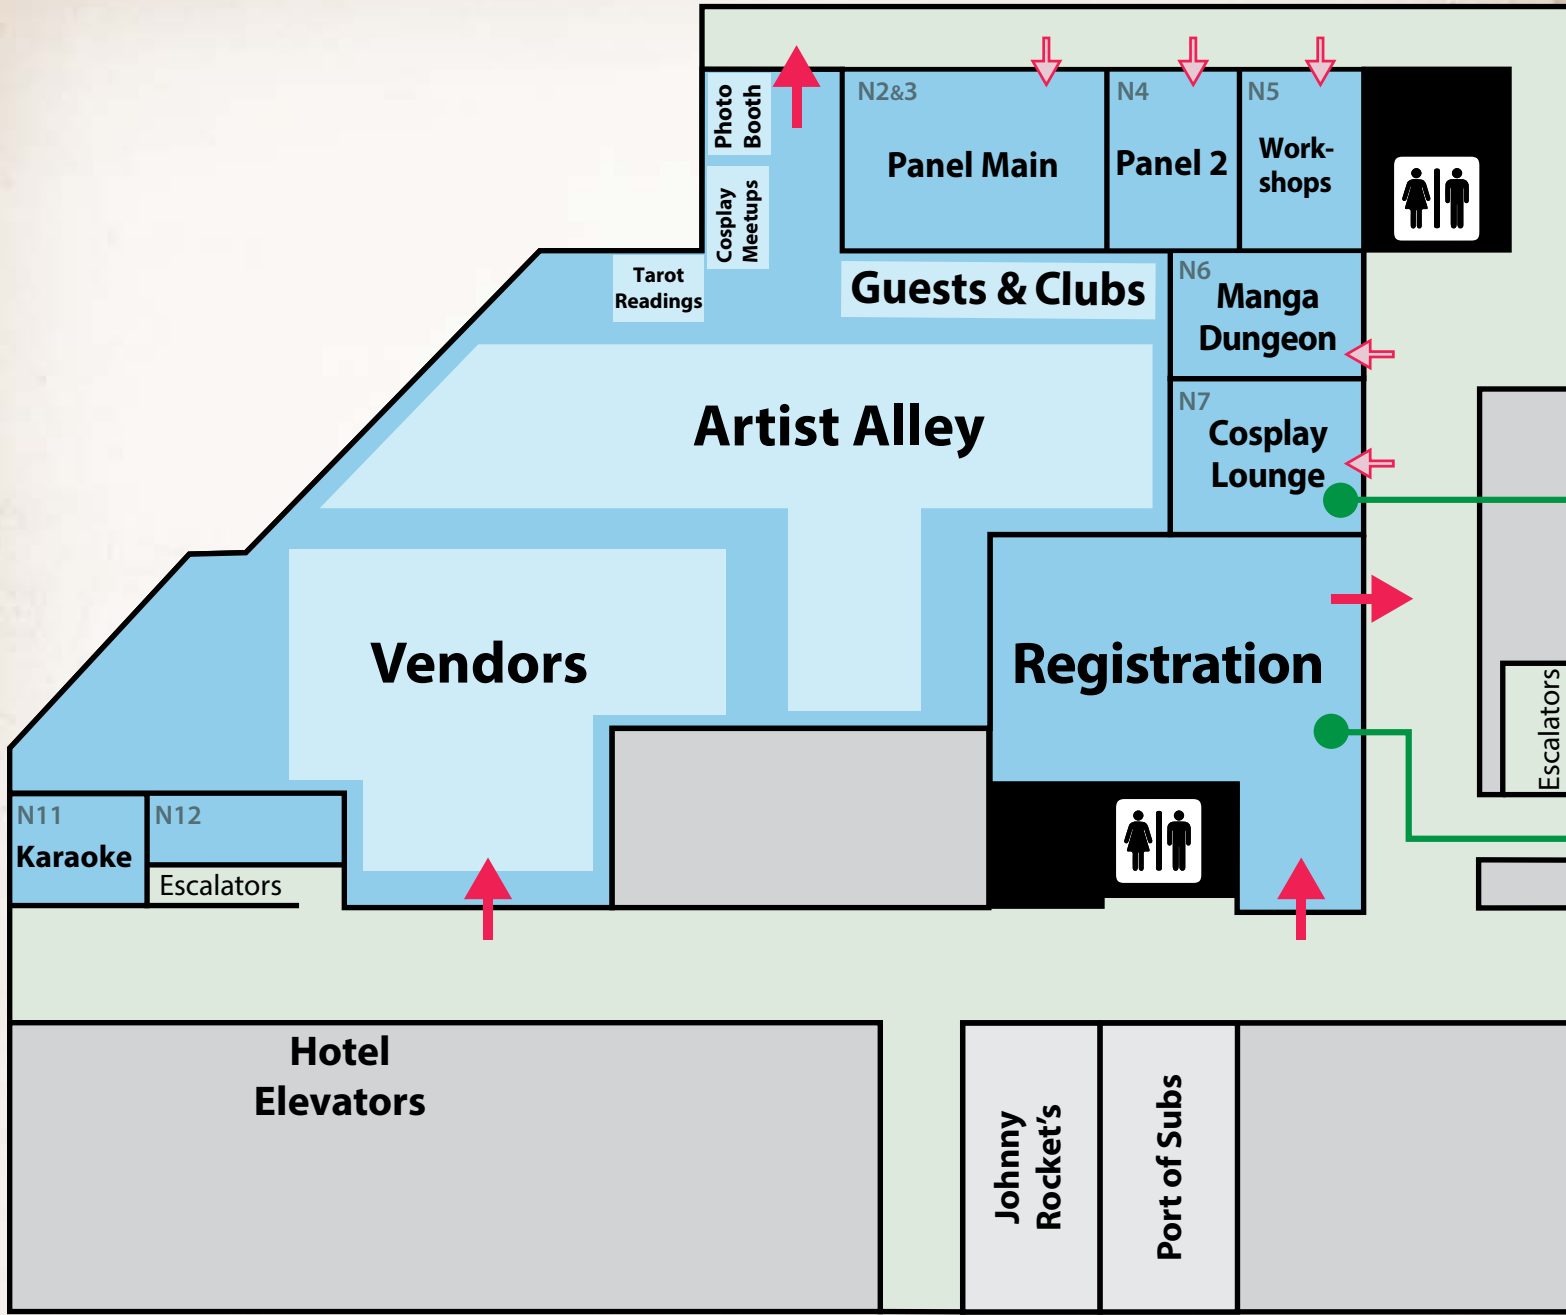 Photo
Booth
N2&3
Panel Main
N4
Panel 2
N5
Work-
shops
Cosplay
Meetups
Tarot
Readings
Guests & Clubs
N6
Manga
Dungeon
Artist Alley
N7
Cosplay
Lounge
Vendors
Registration
Escalators
N11
Karaoke
N12
Escalators
Hotel
Elevators
Johnny
Rocket's
Port of Subs